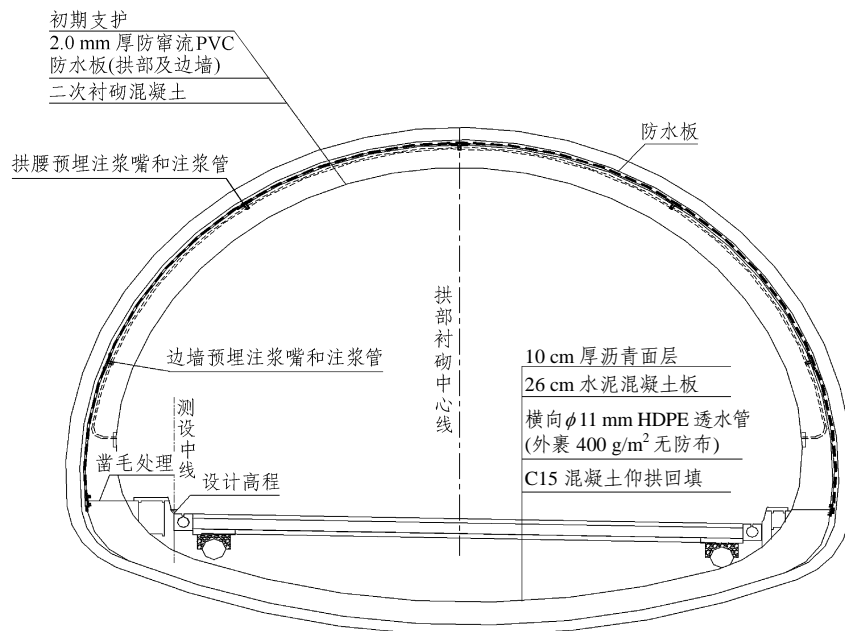 初期支护
2.0 mm 厚防窜流PVC
防水板(拱部及边墙)
二次衬砌混凝土
防水板
拱腰预埋注浆嘴和注浆管
拱部衬砌中心线
边墙预埋注浆嘴和注浆管
10 cm 厚沥青面层
26 cm 水泥混凝土板
横向ϕ11 mm HDPE 透水管
(外裹 400 g/m² 无防布)
C15 混凝土仰拱回填
测设中线
凿毛处理
设计高程